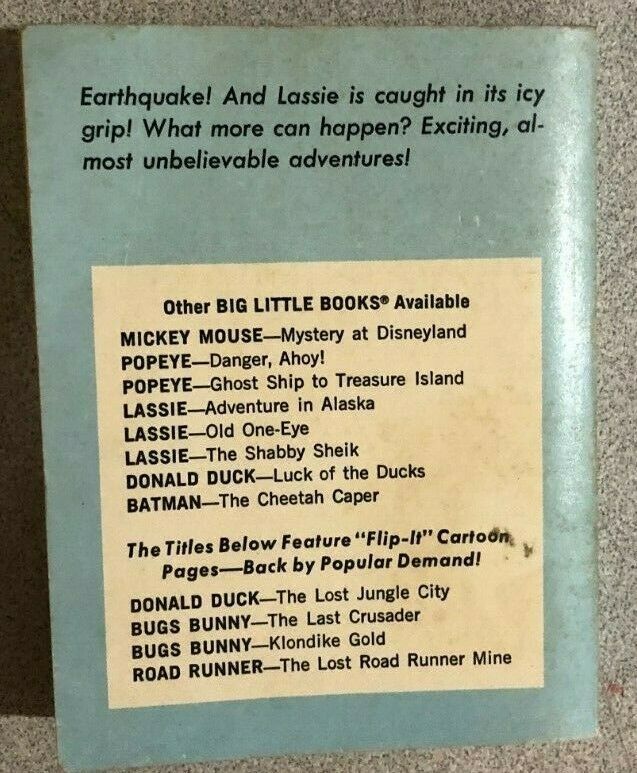 Earthquake! And Lassie is caught in its icy
grip! What more can happen? Exciting, al-
most unbelievable adventures!
Other BIG LITTLE BOOKS® Available
MICKEY MOUSE—Mystery at Disneyland
POPEYE—Danger, Ahoy!
POPEYE—Ghost Ship to Treasure Island
LASSIE—Adventure in Alaska
LASSIE—Old One-Eye
LASSIE—The Shabby Sheik
DONALD DUCK—Luck of the Ducks
BATMAN—The Cheetah Caper
The Titles Below Feature "Flip-It" Cartoon
Pages—Back by Popular Demand!
DONALD DUCK—The Lost Jungle City
BUGS BUNNY—The Last Crusader
BUGS BUNNY—Klondike Gold
ROAD RUNNER—The Lost Road Runner Mine